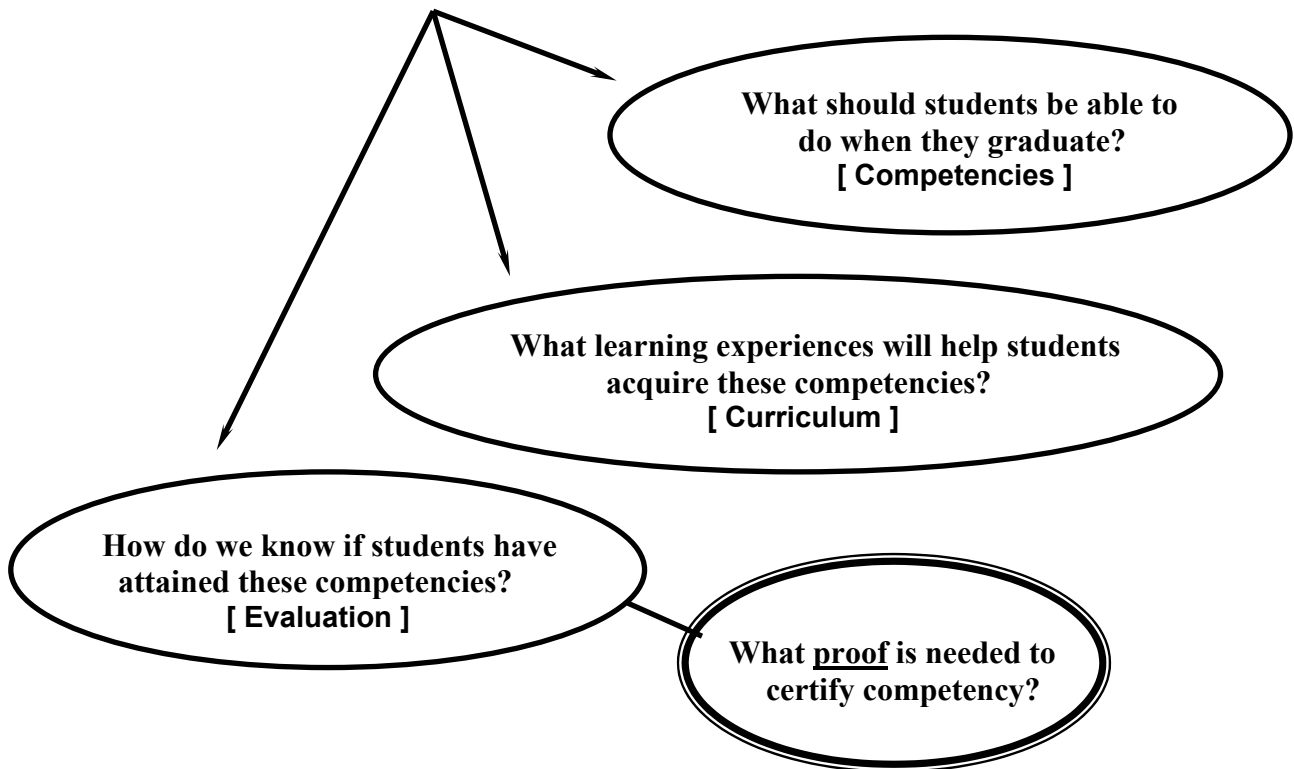 What should students be able to
do when they graduate?
[ Competencies ]
What learning experiences will help students
acquire these competencies?
[ Curriculum ]
How do we know if students have
attained these competencies?
[ Evaluation ]
What proof is needed to
certify competency?